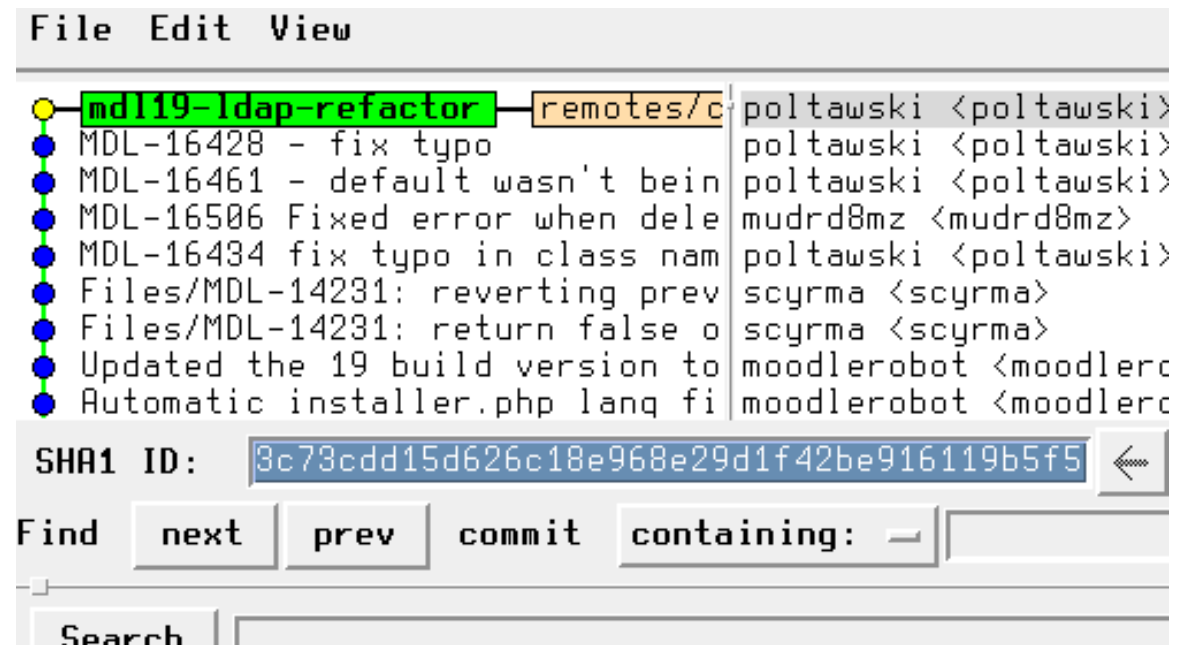 File Edit View
mdl19-ldap-refactor remotes/c poltawski <poltawski>
MDL-16428 - fix typo poltawski <poltawski>
MDL-16461 - default wasn't bein poltawski <poltawski>
MDL-16506 Fixed error when dele mudrd8mz <mudrd8mz>
MDL-16434 fix typo in class nam poltawski <poltawski>
Files/MDL-14231: reverting prev scyrma <scyrma>
Files/MDL-14231: return false o scyrma <scyrma>
Updated the 19 build version to moodlerobot <moodlero
Automatic installer.php lang fi moodlerobot <moodlero
SHA1 ID: 3c73cdd15d626c18e968e29d1f42be916119b5f5
Find next prev commit containing:
Search